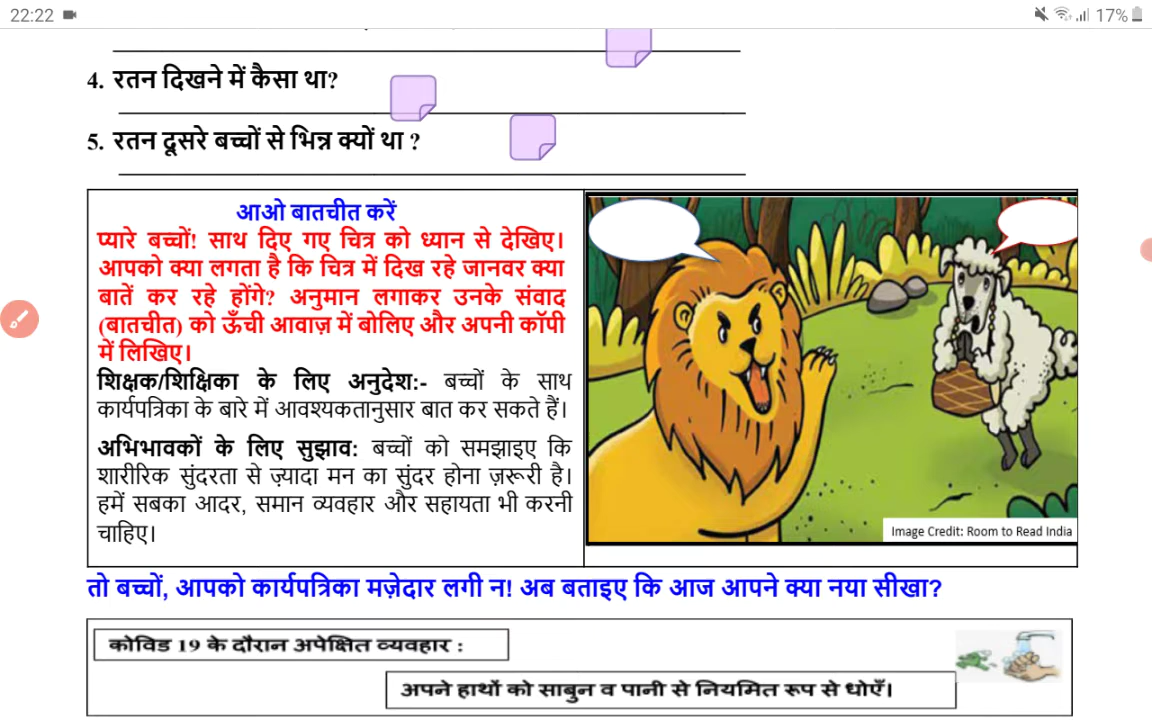 22:22
17%
4. रतन दिखने में कैसा था?
5. रतन दूसरे बच्चों से भिन्न क्यों था ?
आओ बातचीत करें
प्यारे बच्चों! साथ दिए गए चित्र को ध्यान से देखिए।
आपको क्या लगता है कि चित्र में दिख रहे जानवर क्या
बातें कर रहे होंगे? अनुमान लगाकर उनके संवाद
(बातचीत) को ऊँची आवाज़ में बोलिए और अपनी कॉपी
में लिखिए।
शिक्षक/शिक्षिका के लिए अनुदेश:- बच्चों के साथ
कार्यपत्रिका के बारे में आवश्यकतानुसार बात कर सकते हैं।
अभिभावकों के लिए सुझाव: बच्चों को समझाइए कि
शारीरिक सुंदरता से ज़्यादा मन का सुंदर होना ज़रूरी है।
हमें सबका आदर, समान व्यवहार और सहायता भी करनी
चाहिए।
Image Credit: Room to Read India
तो बच्चों, आपको कार्यपत्रिका मज़ेदार लगी न! अब बताइए कि आज आपने क्या नया सीखा?
कोविड 19 के दौरान अपेक्षित व्यवहार :
अपने हाथों को साबुन व पानी से नियमित रूप से धोएँ।